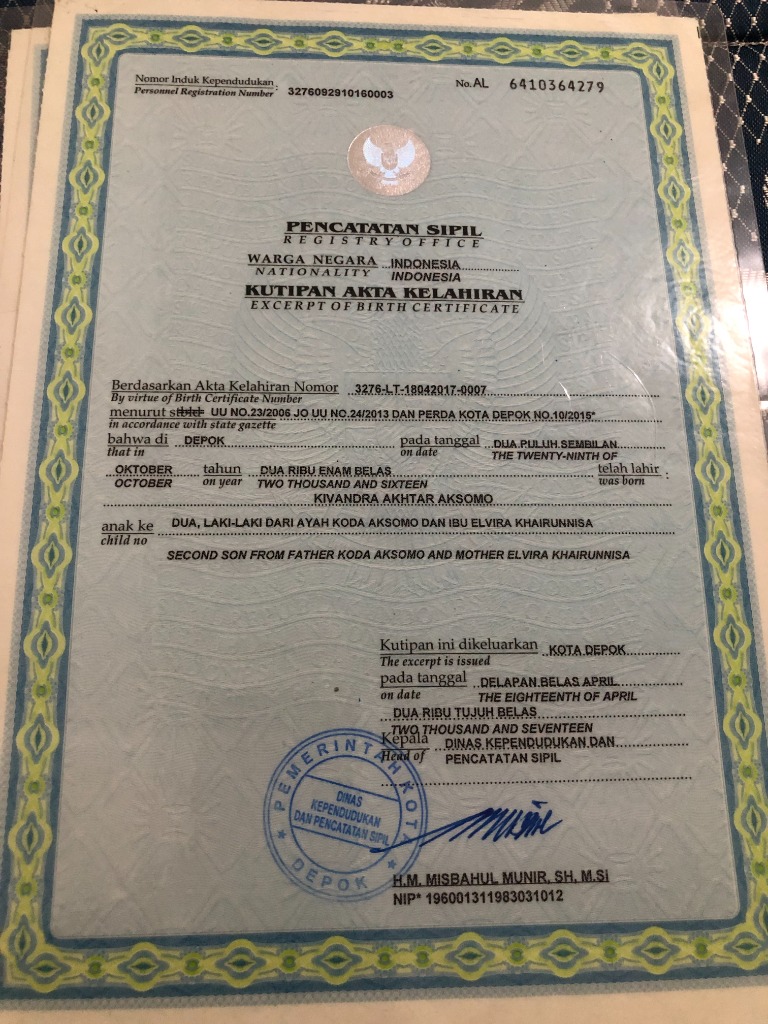 Nomor Induk Kependudukan : 3276092910160003
Personnel Registration Number
No. AL 6410364279
PENCATATAN SIPIL
REGISTRY OFFICE
WARGA NEGARA INDONESIA
NATIONALITY INDONESIA
KUTIPAN AKTA KELAHIRAN
EXCERPT OF BIRTH CERTIFICATE
Berdasarkan Akta Kelahiran Nomor 3276-LT-18042017-0007
By virtue of Birth Certificate Number
menurut stbld UU NO.23/2006 JO UU NO.24/2013 DAN PERDA KOTA DEPOK NO.10/2015*
in accordance with state gazette
bahwa di DEPOK pada tanggal DUA PULUH SEMBILAN
that in on date THE TWENTY-NINTH OF
OKTOBER tahun DUA RIBU ENAM BELAS telah lahir :
OCTOBER on year TWO THOUSAND AND SIXTEEN was born
KIVANDRA AKHTAR AKSOMO
anak ke DUA, LAKI-LAKI DARI AYAH KODA AKSOMO DAN IBU ELVIRA KHAIRUNNISA
child no
SECOND SON FROM FATHER KODA AKSOMO AND MOTHER ELVIRA KHAIRUNNISA
Kutipan ini dikeluarkan KOTA DEPOK
The excerpt is issued
pada tanggal DELAPAN BELAS APRIL
on date THE EIGHTEENTH OF APRIL
DUA RIBU TUJUH BELAS
TWO THOUSAND AND SEVENTEEN
Kepala DINAS KEPENDUDUKAN DAN
Head of PENCATATAN SIPIL
PEMERINTAH KOTA
DINAS
KEPENDUDUKAN
DAN PENCATATAN SIPIL
DEPOK
H.M. MISBAHUL MUNIR, SH, M.Si
NIP* 196001311983031012